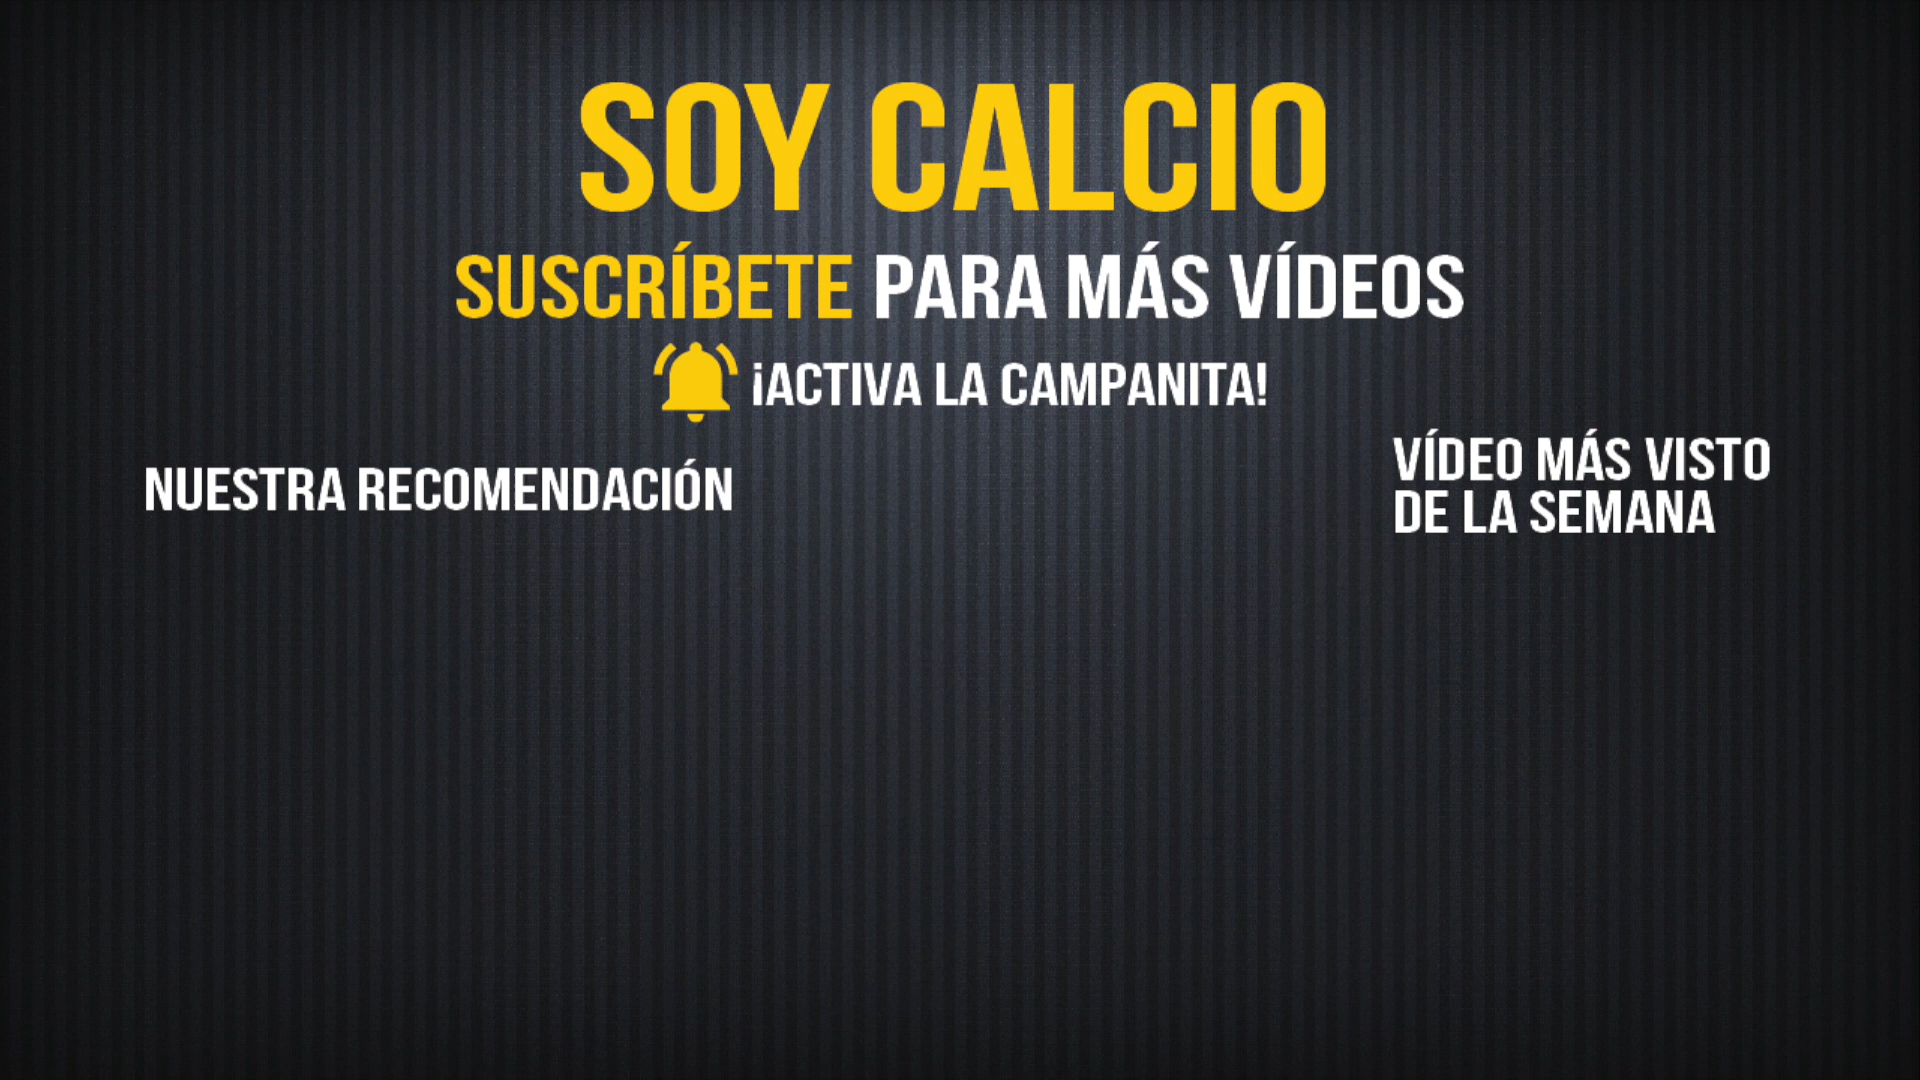 SOY CALCIO
SUSCRÍBETE PARA MÁS VÍDEOS
¡ACTIVA LA CAMPANITA!
NUESTRA RECOMENDACIÓN
VÍDEO MÁS VISTO
DE LA SEMANA